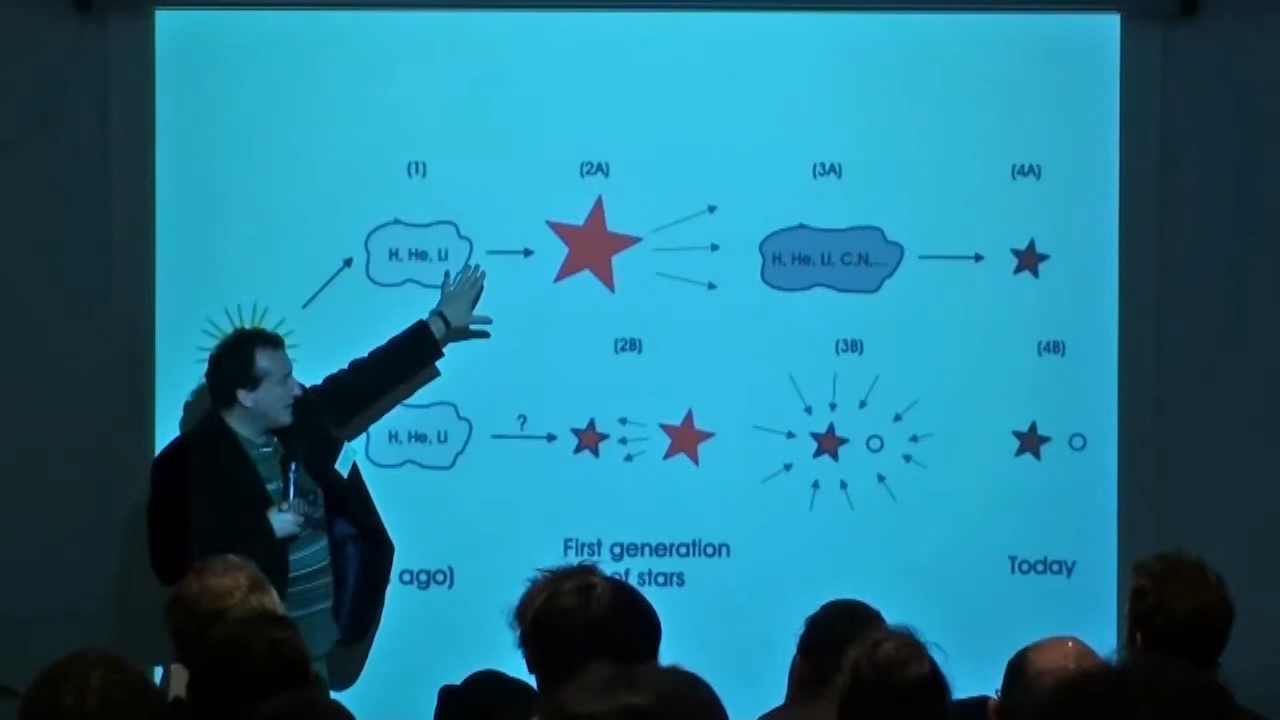 (1) (2A) (3A) (4A)
H, He, Li H, He, Li, C,N,...
(2B) (3B) (4B)
H, He, Li ?
First generation
of stars
ago) Today